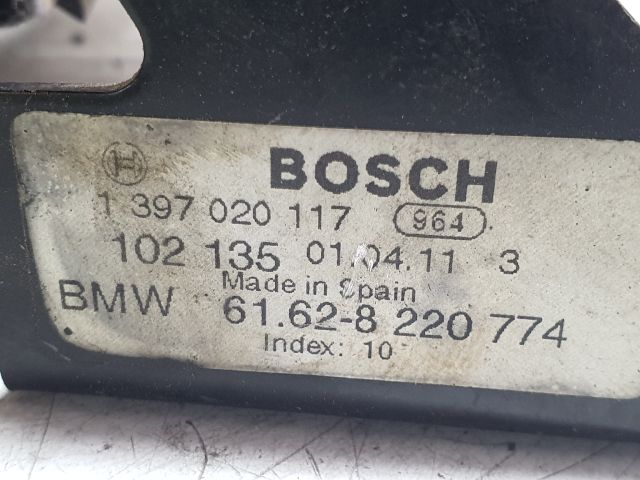 BOSCH
1 397 020 117 964
102 135 01.04.11 3
Made in Spain
BMW 61.62-8 220 774
Index: 10